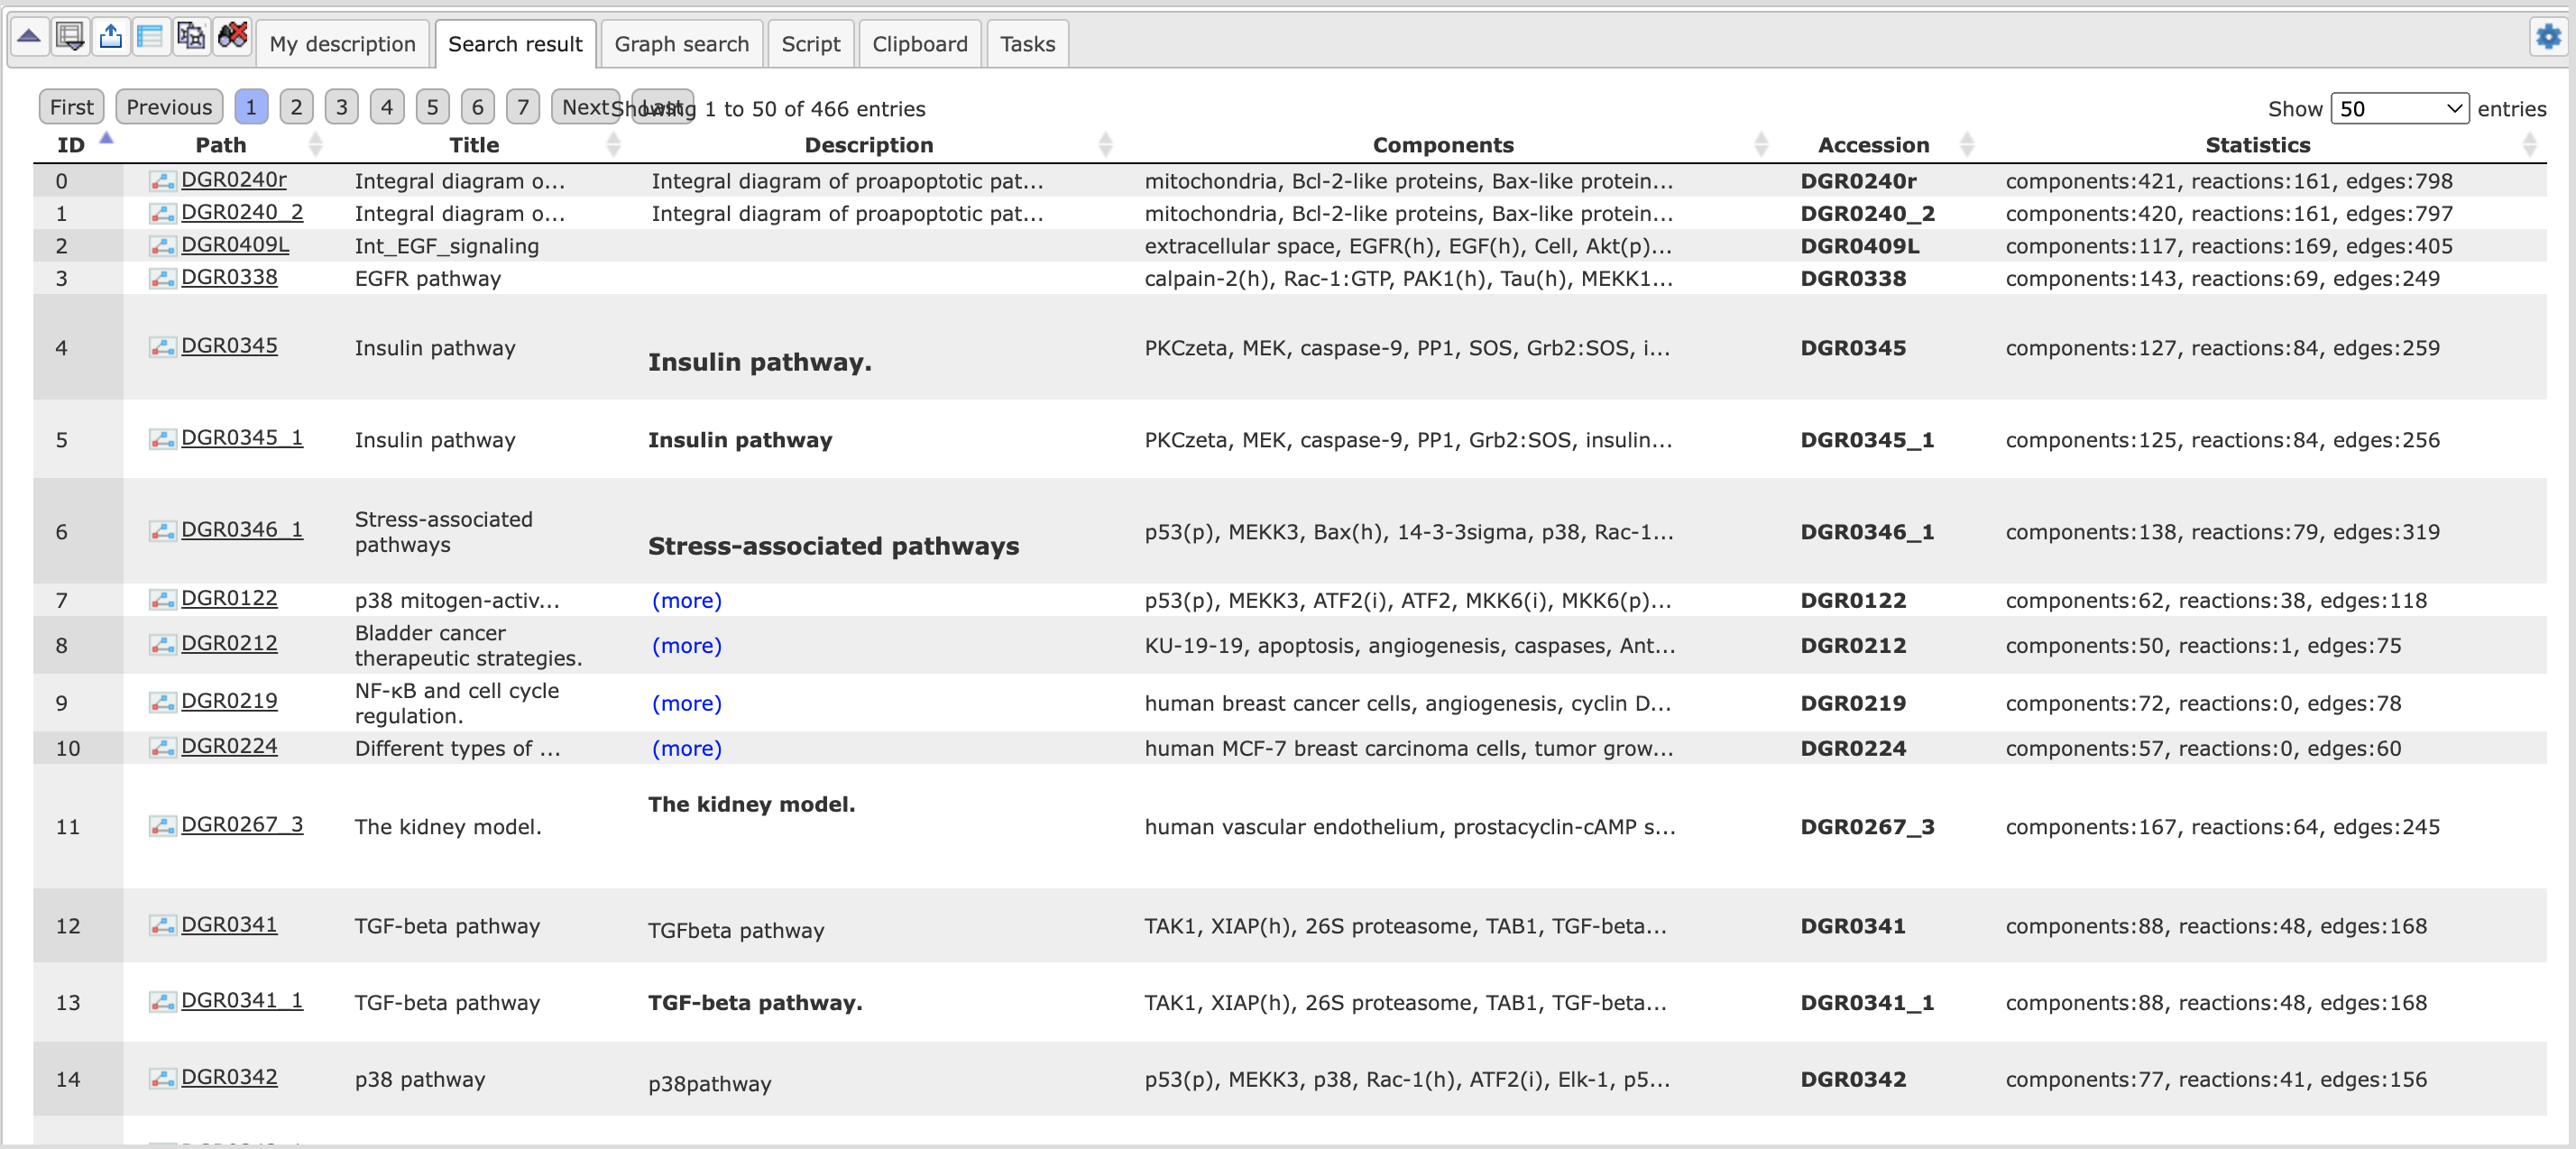 My description Search result Graph search Script Clipboard Tasks
First Previous 1 2 3 4 5 6 7 Next Last Showing 1 to 50 of 466 entries Show 50 entries
ID Path Title Description Components Accession Statistics
0 DGR0240r Integral diagram o... Integral diagram of proapoptotic pat... mitochondria, Bcl-2-like proteins, Bax-like protein... DGR0240r components:421, reactions:161, edges:798
1 DGR0240_2 Integral diagram o... Integral diagram of proapoptotic pat... mitochondria, Bcl-2-like proteins, Bax-like protein... DGR0240_2 components:420, reactions:161, edges:797
2 DGR0409L Int_EGF_signaling extracellular space, EGFR(h), EGF(h), Cell, Akt(p)... DGR0409L components:117, reactions:169, edges:405
3 DGR0338 EGFR pathway calpain-2(h), Rac-1:GTP, PAK1(h), Tau(h), MEKK1... DGR0338 components:143, reactions:69, edges:249
4 DGR0345 Insulin pathway Insulin pathway. PKCzeta, MEK, caspase-9, PP1, SOS, Grb2:SOS, i... DGR0345 components:127, reactions:84, edges:259
5 DGR0345_1 Insulin pathway Insulin pathway PKCzeta, MEK, caspase-9, PP1, Grb2:SOS, insulin... DGR0345_1 components:125, reactions:84, edges:256
6 DGR0346_1 Stress-associated pathways Stress-associated pathways p53(p), MEKK3, Bax(h), 14-3-3sigma, p38, Rac-1... DGR0346_1 components:138, reactions:79, edges:319
7 DGR0122 p38 mitogen-activ... (more) p53(p), MEKK3, ATF2(i), ATF2, MKK6(i), MKK6(p)... DGR0122 components:62, reactions:38, edges:118
8 DGR0212 Bladder cancer therapeutic strategies. (more) KU-19-19, apoptosis, angiogenesis, caspases, Ant... DGR0212 components:50, reactions:1, edges:75
9 DGR0219 NF-κB and cell cycle regulation. (more) human breast cancer cells, angiogenesis, cyclin D... DGR0219 components:72, reactions:0, edges:78
10 DGR0224 Different types of ... (more) human MCF-7 breast carcinoma cells, tumor grow... DGR0224 components:57, reactions:0, edges:60
11 DGR0267_3 The kidney model. The kidney model. human vascular endothelium, prostacyclin-cAMP s... DGR0267_3 components:167, reactions:64, edges:245
12 DGR0341 TGF-beta pathway TGFbeta pathway TAK1, XIAP(h), 26S proteasome, TAB1, TGF-beta... DGR0341 components:88, reactions:48, edges:168
13 DGR0341_1 TGF-beta pathway TGF-beta pathway. TAK1, XIAP(h), 26S proteasome, TAB1, TGF-beta... DGR0341_1 components:88, reactions:48, edges:168
14 DGR0342 p38 pathway p38pathway p53(p), MEKK3, p38, Rac-1(h), ATF2(i), Elk-1, p5... DGR0342 components:77, reactions:41, edges:156